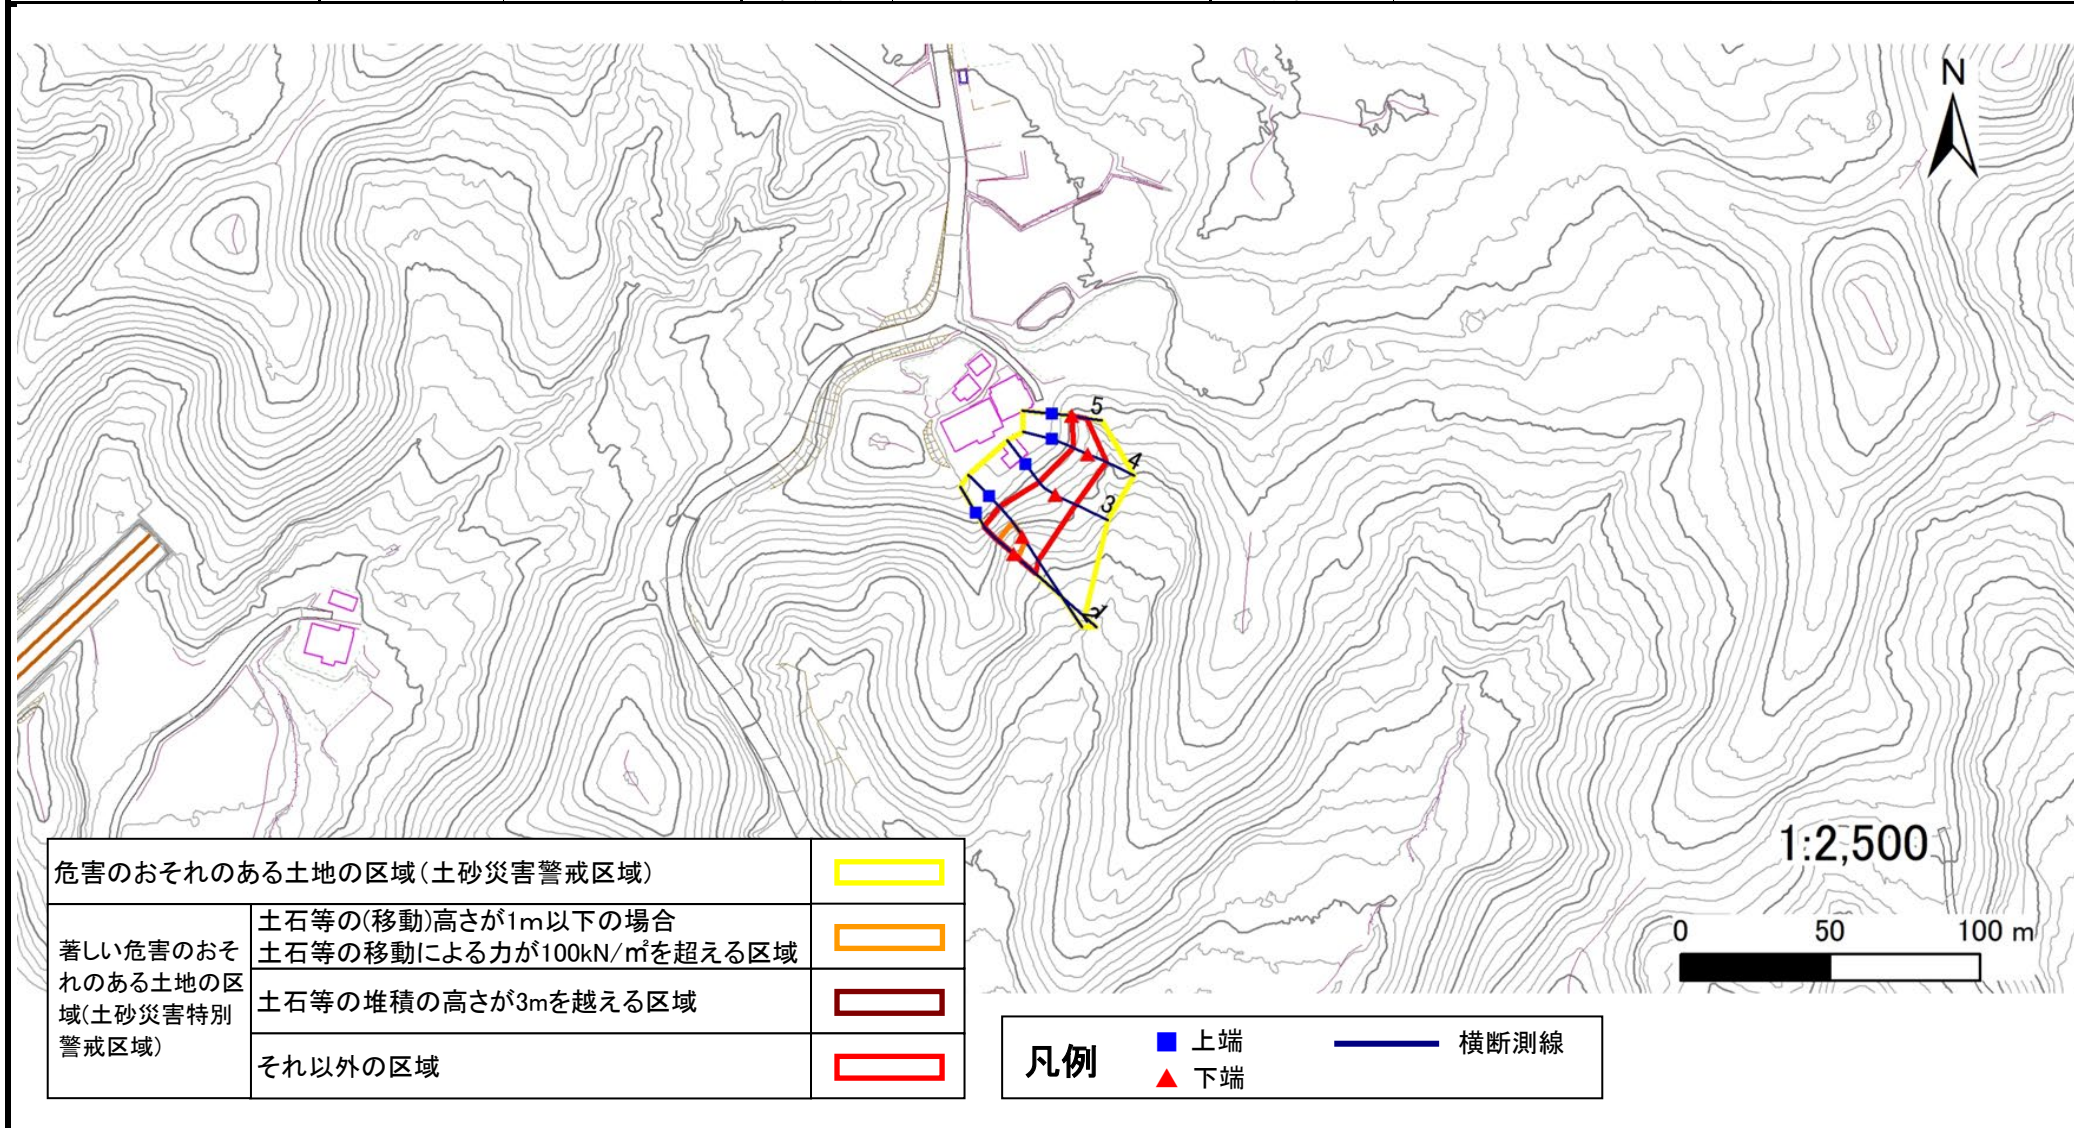 N
5
4
3
2
1
1:2,500
0 50 100 m
危害のおそれのある土地の区域(土砂災害警戒区域)
著しい危害のおそ
れのある土地の区
域(土砂災害特別
警戒区域)
土石等の(移動)高さが1m以下の場合
土石等の移動による力が100kN/㎡を超える区域
土石等の堆積の高さが3mを越える区域
それ以外の区域
凡例
上端
下端
横断測線